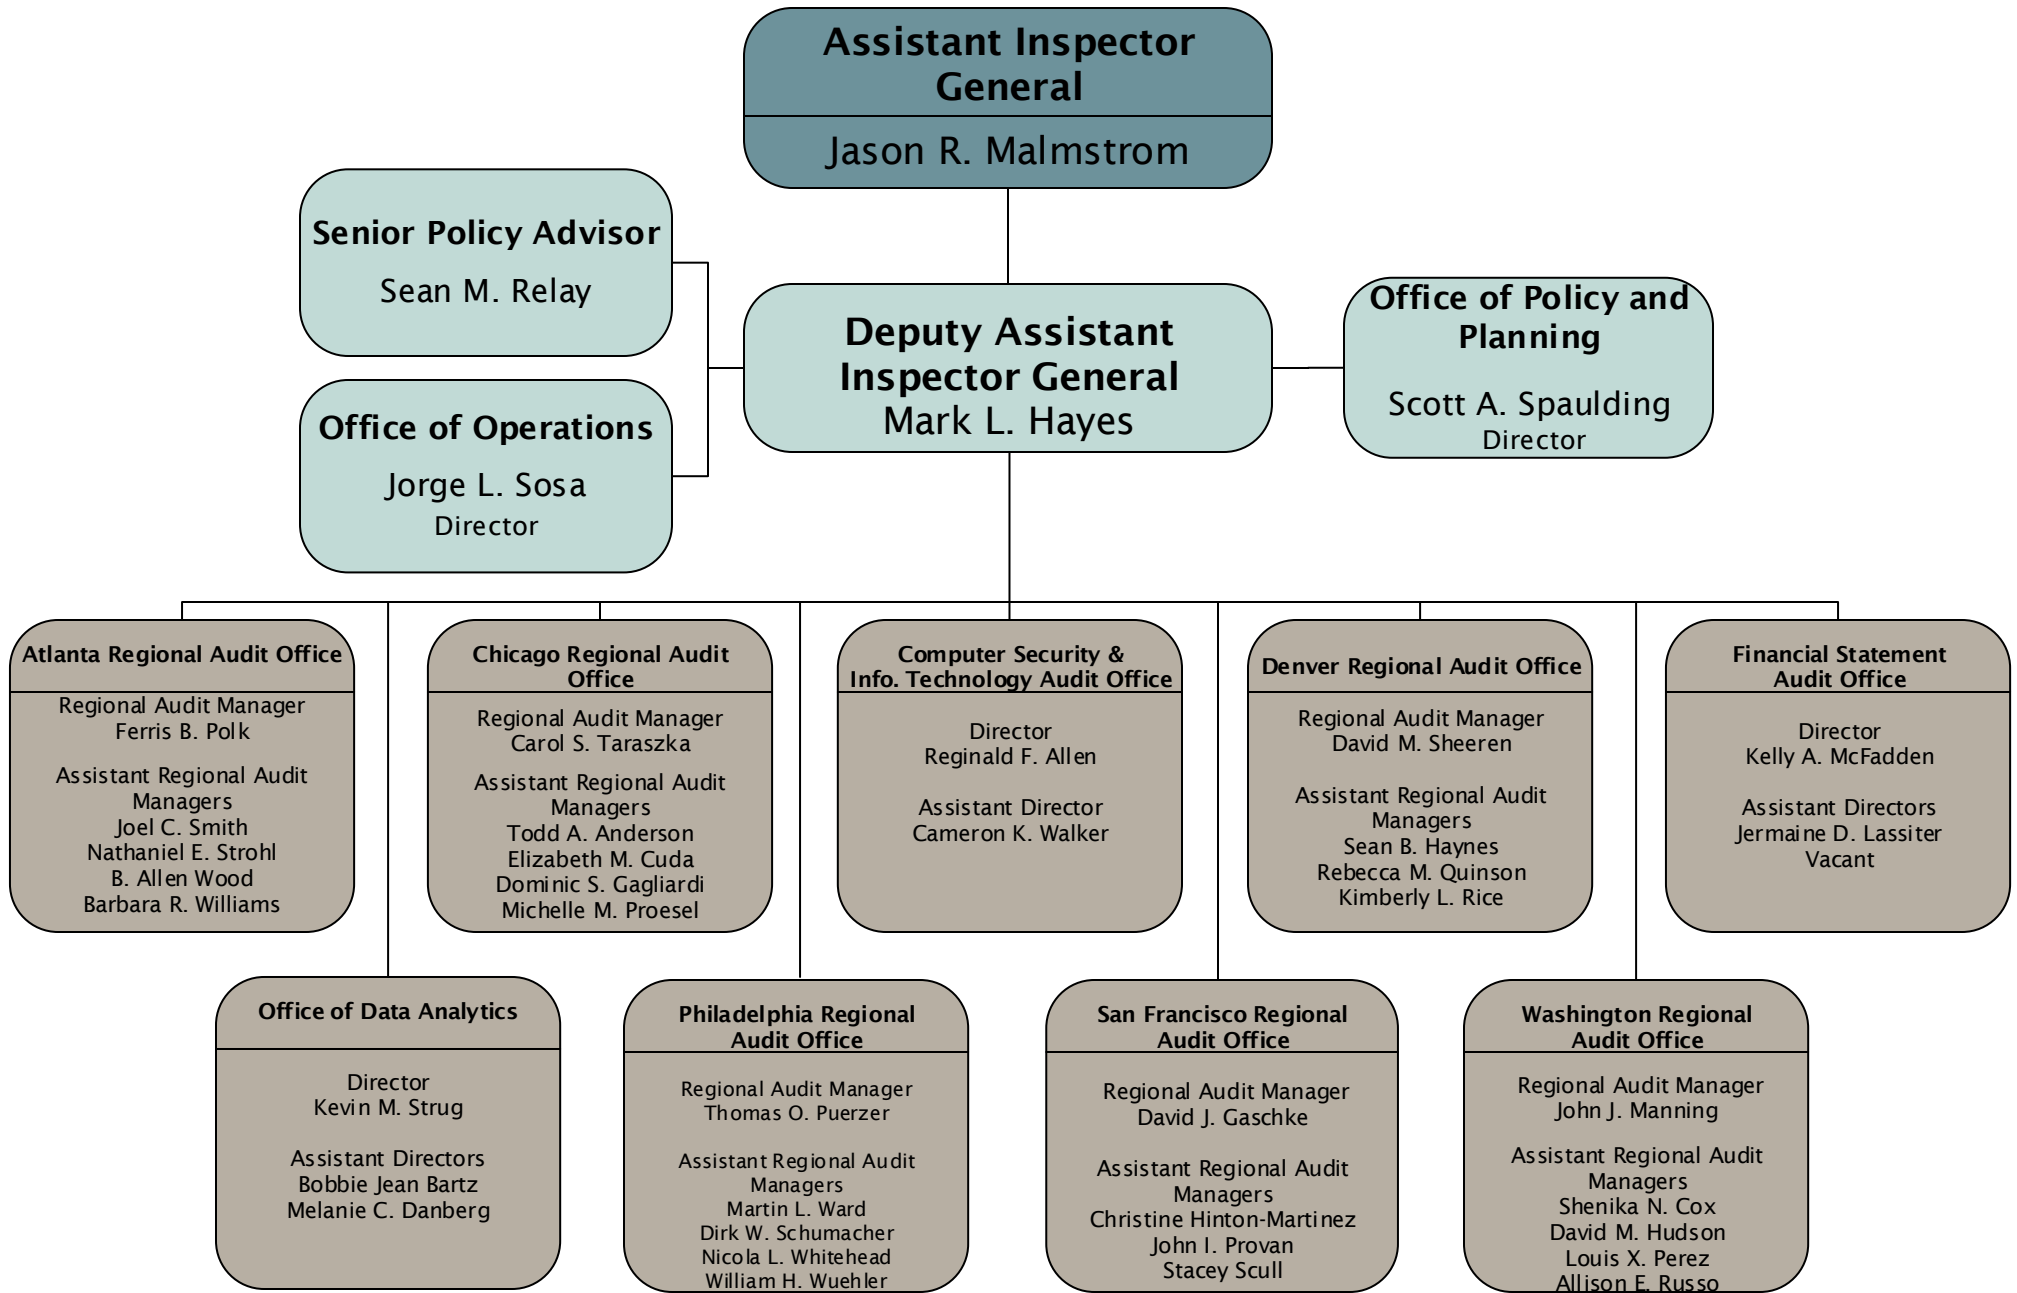 Assistant Inspector
General
Jason R. Malmstrom
Senior Policy Advisor
Sean M. Relay
Office of Operations
Jorge L. Sosa
Director
Deputy Assistant
Inspector General
Mark L. Hayes
Office of Policy and
Planning
Scott A. Spaulding
Director
Atlanta Regional Audit Office
Regional Audit Manager
Ferris B. Polk
Assistant Regional Audit
Managers
Joel C. Smith
Nathaniel E. Strohl
B. Allen Wood
Barbara R. Williams
Chicago Regional Audit
Office
Regional Audit Manager
Carol S. Taraszka
Assistant Regional Audit
Managers
Todd A. Anderson
Elizabeth M. Cuda
Dominic S. Gagliardi
Michelle M. Proesel
Computer Security &
Info. Technology Audit Office
Director
Reginald F. Allen
Assistant Director
Cameron K. Walker
Denver Regional Audit Office
Regional Audit Manager
David M. Sheeren
Assistant Regional Audit
Managers
Sean B. Haynes
Rebecca M. Quinson
Kimberly L. Rice
Financial Statement
Audit Office
Director
Kelly A. McFadden
Assistant Directors
Jermaine D. Lassiter
Vacant
Office of Data Analytics
Director
Kevin M. Strug
Assistant Directors
Bobbie Jean Bartz
Melanie C. Danberg
Philadelphia Regional
Audit Office
Regional Audit Manager
Thomas O. Puerzer
Assistant Regional Audit
Managers
Martin L. Ward
Dirk W. Schumacher
Nicola L. Whitehead
William H. Wuehler
San Francisco Regional
Audit Office
Regional Audit Manager
David J. Gaschke
Assistant Regional Audit
Managers
Christine Hinton-Martinez
John I. Provan
Stacey Scull
Washington Regional
Audit Office
Regional Audit Manager
John J. Manning
Assistant Regional Audit
Managers
Shenika N. Cox
David M. Hudson
Louis X. Perez
Allison E. Russo